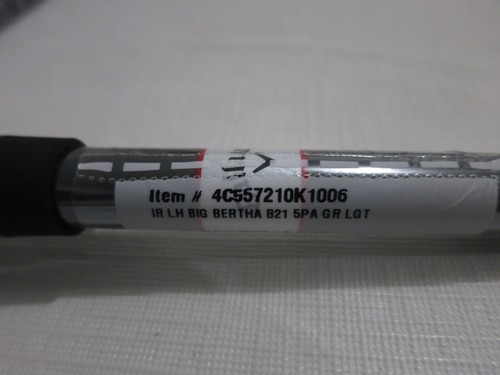 Item # 4C557210K1006
IR LH BIG BERTHA B21 5PA GR LGT